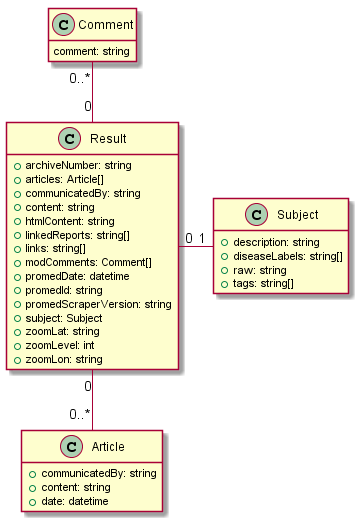 C Comment
comment: string
0..*
0
C Result
archiveNumber: string
articles: Article[]
communicatedBy: string
content: string
htmlContent: string
linkedReports: string[]
links: string[]
modComments: Comment[]
promedDate: datetime
promedId: string
promedScraperVersion: string
subject: Subject
zoomLat: string
zoomLevel: int
zoomLon: string
0 1
C Subject
description: string
diseaseLabels: string[]
raw: string
tags: string[]
0
0..*
C Article
communicatedBy: string
content: string
date: datetime